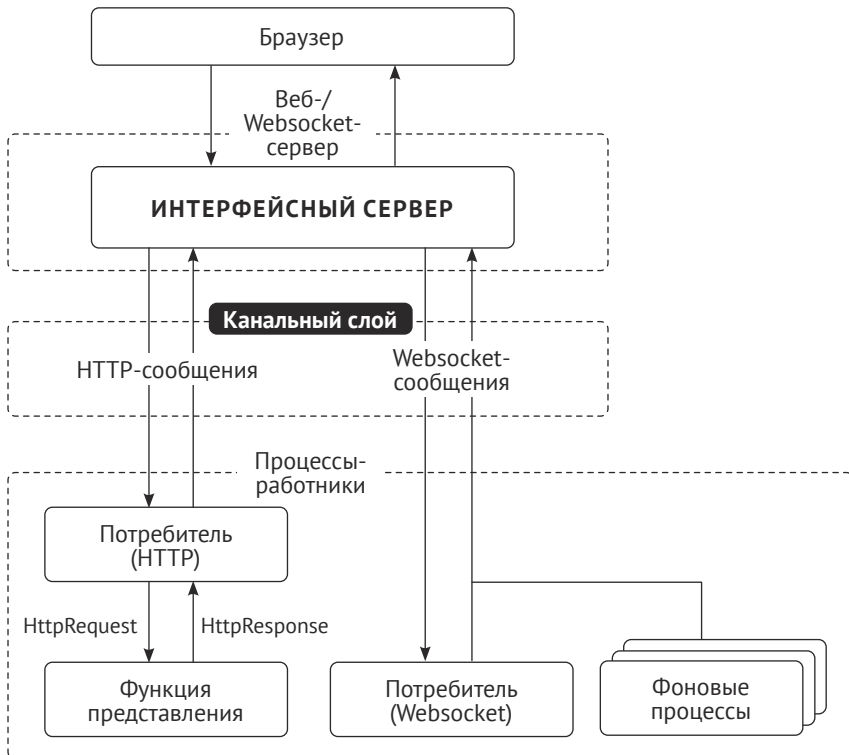 Браузер
Веб-/
Websocket-
сервер
ИНТЕРФЕЙСНЫЙ СЕРВЕР
Канальный слой
HTTP-сообщения
Websocket-
сообщения
Процессы-
работники
Потребитель
(HTTP)
HttpRequest
HttpResponse
Функция
представления
Потребитель
(Websocket)
Фоновые
процессы